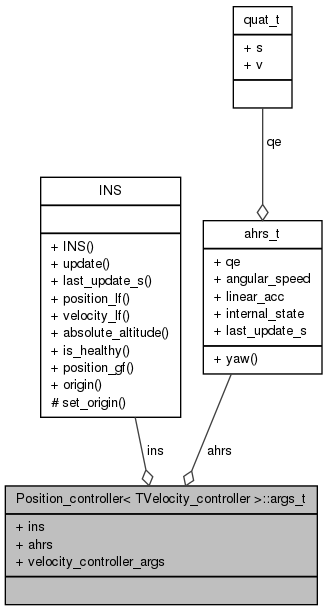 quat_t
+ s
+ v
qe
INS
+ INS()
+ update()
+ last_update_s()
+ position_lf()
+ velocity_lf()
+ absolute_altitude()
+ is_healthy()
+ position_gf()
+ origin()
# set_origin()
ahrs_t
+ qe
+ angular_speed
+ linear_acc
+ internal_state
+ last_update_s
+ yaw()
ins
ahrs
Position_controller< TVelocity_controller >::args_t
+ ins
+ ahrs
+ velocity_controller_args